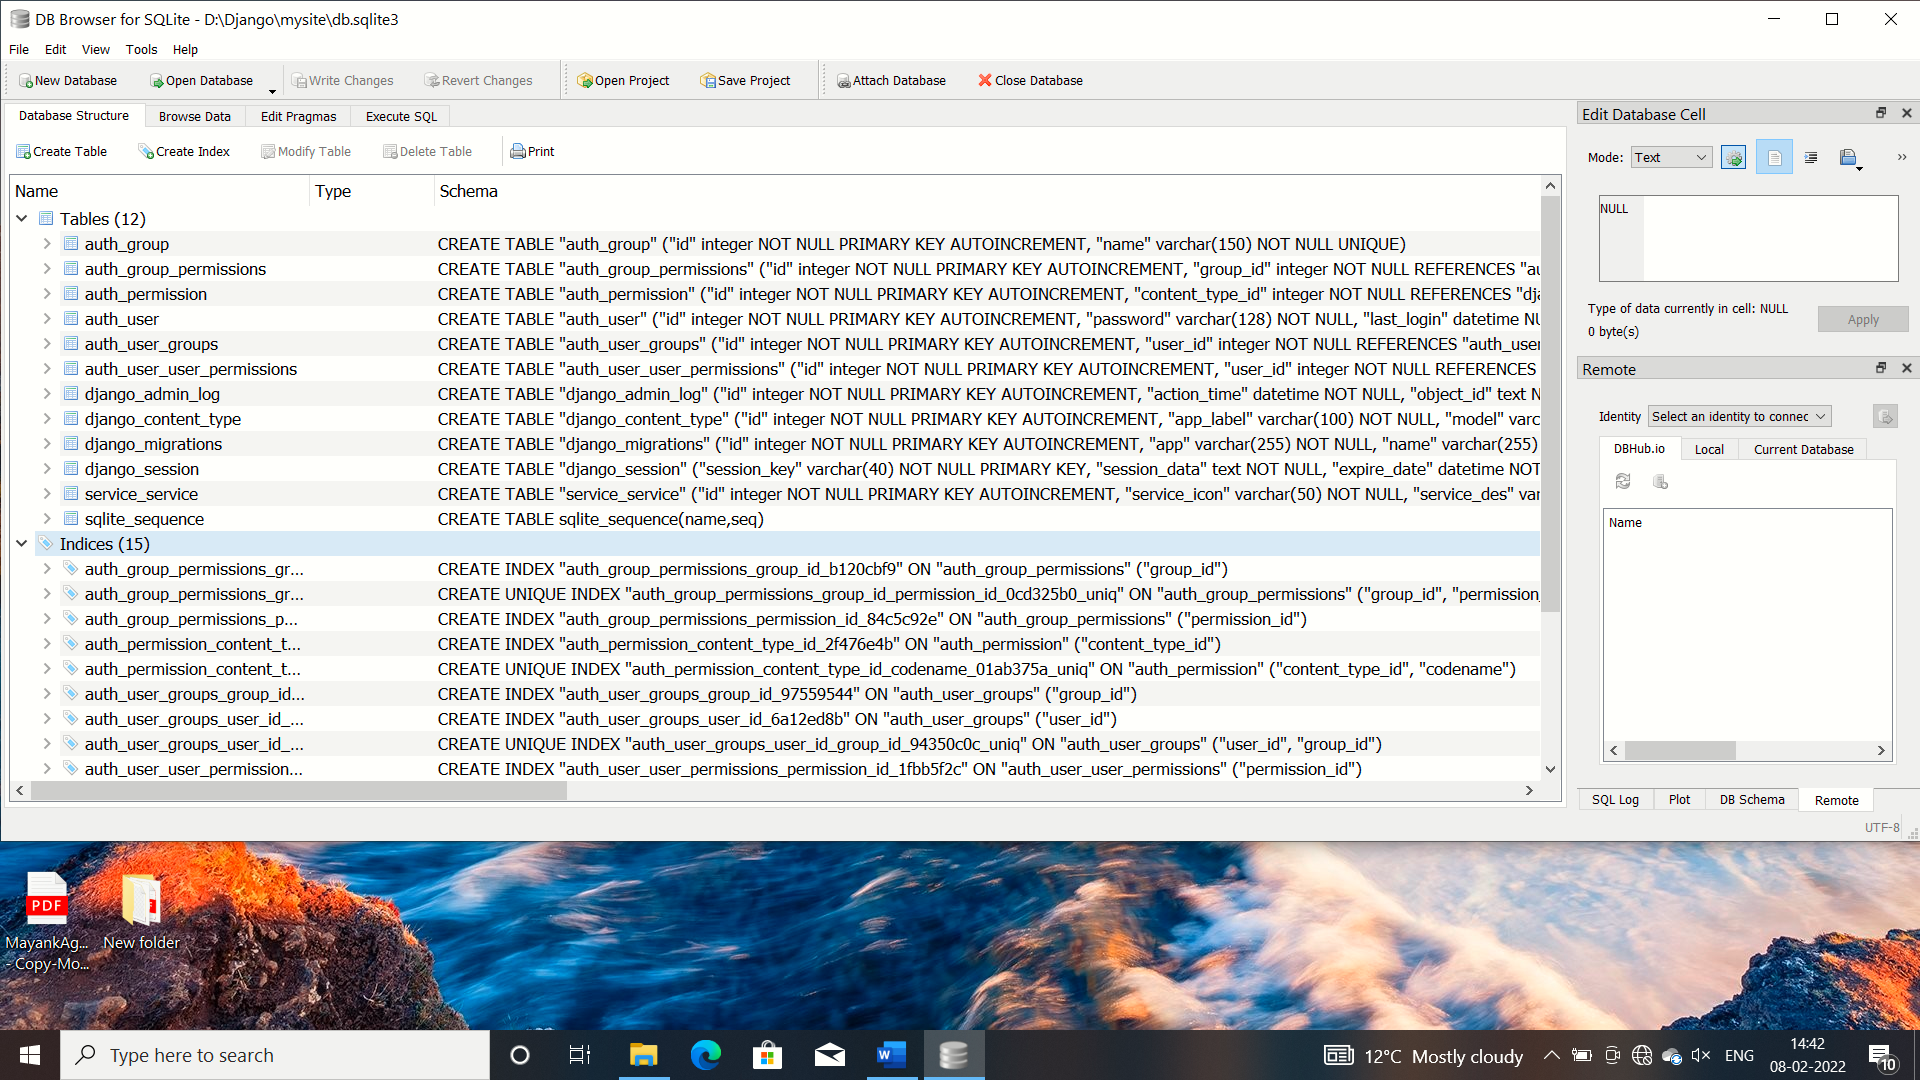 DB Browser for SQLite - D:\Django\mysite\db.sqlite3
File Edit View Tools Help
New Database Open Database Write Changes Revert Changes Open Project Save Project Attach Database Close Database
Database Structure Browse Data Edit Pragmas Execute SQL
Create Table Create Index Modify Table Delete Table Print
Name Type Schema
Tables (12)
auth_group CREATE TABLE "auth_group" ("id" integer NOT NULL PRIMARY KEY AUTOINCREMENT, "name" varchar(150) NOT NULL UNIQUE)
auth_group_permissions CREATE TABLE "auth_group_permissions" ("id" integer NOT NULL PRIMARY KEY AUTOINCREMENT, "group_id" integer NOT NULL REFERENCES "au
auth_permission CREATE TABLE "auth_permission" ("id" integer NOT NULL PRIMARY KEY AUTOINCREMENT, "content_type_id" integer NOT NULL REFERENCES "dja
auth_user CREATE TABLE "auth_user" ("id" integer NOT NULL PRIMARY KEY AUTOINCREMENT, "password" varchar(128) NOT NULL, "last_login" datetime NU
auth_user_groups CREATE TABLE "auth_user_groups" ("id" integer NOT NULL PRIMARY KEY AUTOINCREMENT, "user_id" integer NOT NULL REFERENCES "auth_user
auth_user_user_permissions CREATE TABLE "auth_user_user_permissions" ("id" integer NOT NULL PRIMARY KEY AUTOINCREMENT, "user_id" integer NOT NULL REFERENCES
django_admin_log CREATE TABLE "django_admin_log" ("id" integer NOT NULL PRIMARY KEY AUTOINCREMENT, "action_time" datetime NOT NULL, "object_id" text N
django_content_type CREATE TABLE "django_content_type" ("id" integer NOT NULL PRIMARY KEY AUTOINCREMENT, "app_label" varchar(100) NOT NULL, "model" varc
django_migrations CREATE TABLE "django_migrations" ("id" integer NOT NULL PRIMARY KEY AUTOINCREMENT, "app" varchar(255) NOT NULL, "name" varchar(255)
django_session CREATE TABLE "django_session" ("session_key" varchar(40) NOT NULL PRIMARY KEY, "session_data" text NOT NULL, "expire_date" datetime NOT
service_service CREATE TABLE "service_service" ("id" integer NOT NULL PRIMARY KEY AUTOINCREMENT, "service_icon" varchar(50) NOT NULL, "service_des" var
sqlite_sequence CREATE TABLE sqlite_sequence(name,seq)
Indices (15)
auth_group_permissions_gr... CREATE INDEX "auth_group_permissions_group_id_b120cbf9" ON "auth_group_permissions" ("group_id")
auth_group_permissions_gr... CREATE UNIQUE INDEX "auth_group_permissions_group_id_permission_id_0cd325b0_uniq" ON "auth_group_permissions" ("group_id", "permission_
auth_group_permissions_p... CREATE INDEX "auth_group_permissions_permission_id_84c5c92e" ON "auth_group_permissions" ("permission_id")
auth_permission_content_t... CREATE INDEX "auth_permission_content_type_id_2f476e4b" ON "auth_permission" ("content_type_id")
auth_permission_content_t... CREATE UNIQUE INDEX "auth_permission_content_type_id_codename_01ab375a_uniq" ON "auth_permission" ("content_type_id", "codename")
auth_user_groups_group_id... CREATE INDEX "auth_user_groups_group_id_97559544" ON "auth_user_groups" ("group_id")
auth_user_groups_user_id_... CREATE INDEX "auth_user_groups_user_id_6a12ed8b" ON "auth_user_groups" ("user_id")
auth_user_groups_user_id_... CREATE UNIQUE INDEX "auth_user_groups_user_id_group_id_94350c0c_uniq" ON "auth_user_groups" ("user_id", "group_id")
auth_user_user_permission... CREATE INDEX "auth_user_user_permissions_permission_id_1fbb5f2c" ON "auth_user_user_permissions" ("permission_id")
Edit Database Cell
Mode: Text
NULL
Type of data currently in cell: NULL
0 byte(s)
Apply
Remote
Identity Select an identity to connec
DBHub.io Local Current Database
Name
SQL Log Plot DB Schema Remote
UTF-8
PDF
MayankAg...
- Copy-Mo...
New folder
Type here to search
W
12°C Mostly cloudy
ENG
14:42
08-02-2022
10